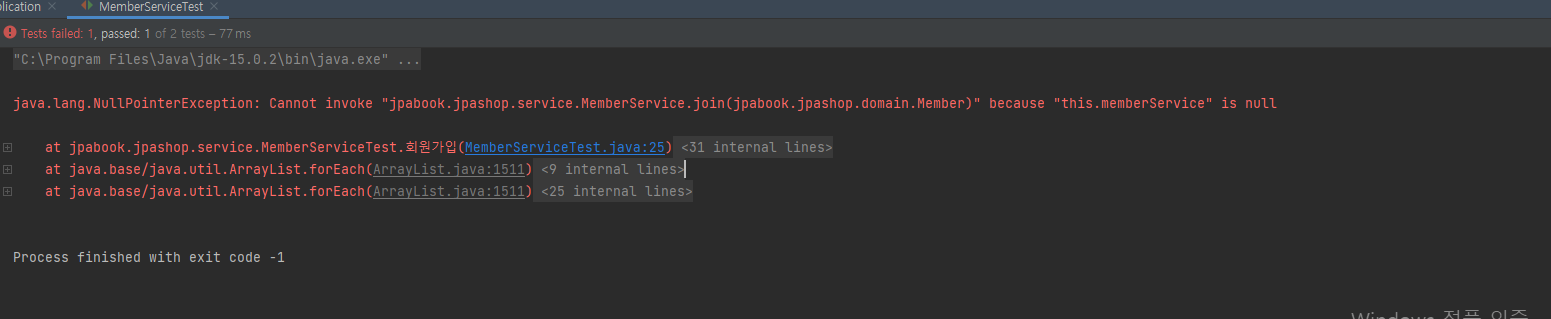 plication × MemberServiceTest ×
Tests failed: 1, passed: 1 of 2 tests – 77 ms
"C:\Program Files\Java\jdk-15.0.2\bin\java.exe" ...
java.lang.NullPointerException: Cannot invoke "jpabook.jpashop.service.MemberService.join(jpabook.jpashop.domain.Member)" because "this.memberService" is null
at jpabook.jpashop.service.MemberServiceTest.회원가입(MemberServiceTest.java:25) <31 internal lines>
at java.base/java.util.ArrayList.forEach(ArrayList.java:1511) <9 internal lines>
at java.base/java.util.ArrayList.forEach(ArrayList.java:1511) <25 internal lines>
Process finished with exit code -1
Windows 정품 인증